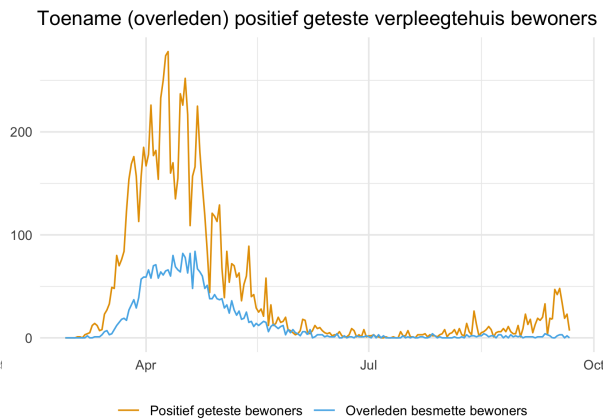 Toename (overleden) positief geteste verpleegtehuis bewoners
200
100
0
Apr
Jul
Oct
Positief geteste bewoners
Overleden besmette bewoners